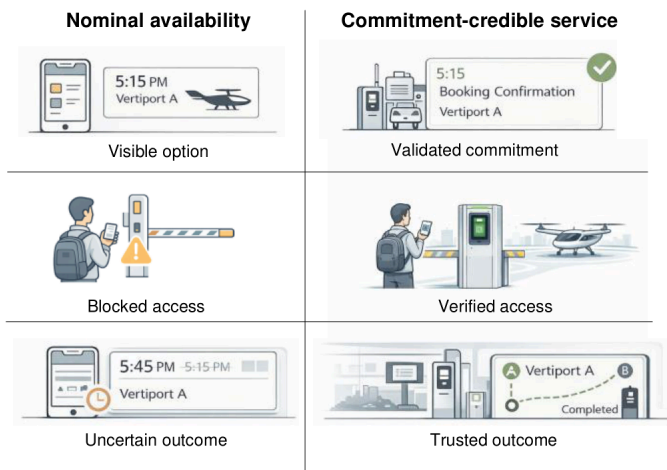 Nominal availability
Commitment-credible service
5:15 PM
Vertiport A
Visible option
5:15
Booking Confirmation
Vertiport A
Validated commitment
Blocked access
Verified access
5:45 PM 5:15 PM
Vertiport A
Uncertain outcome
A Vertiport A B
Completed
Trusted outcome